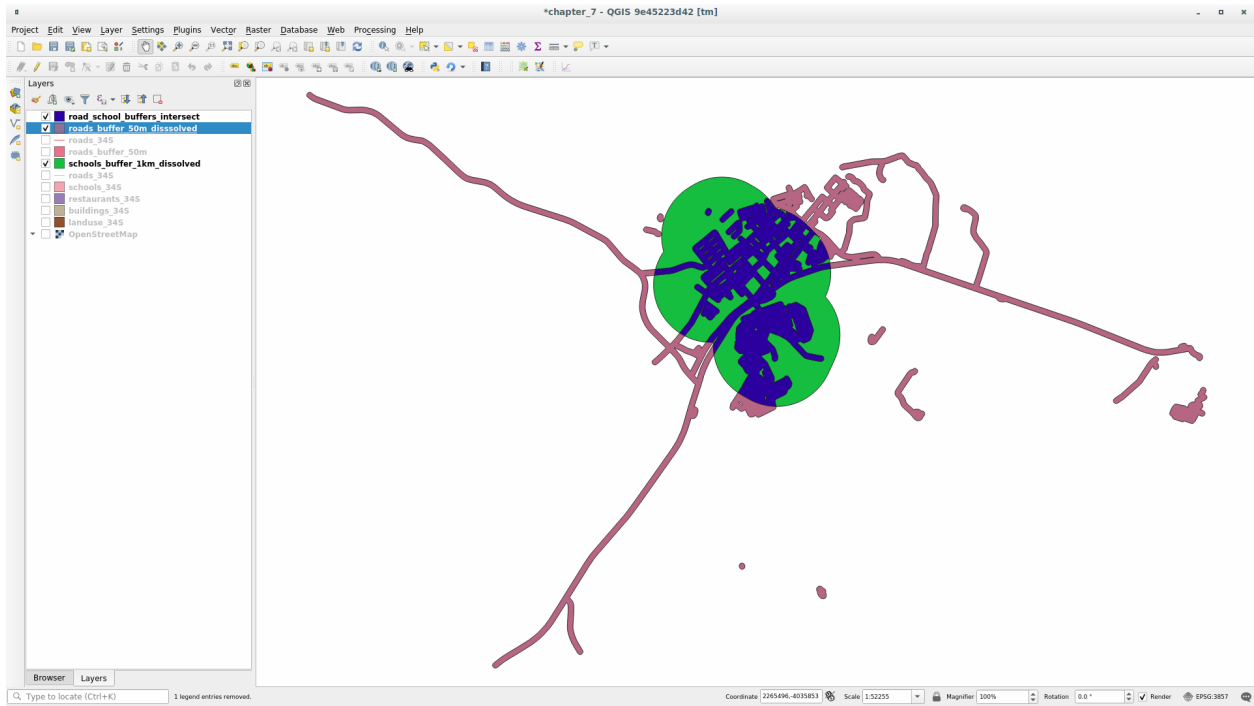 *chapter_7 - QGIS 9e45223d42 [tm]
Project Edit View Layer Settings Plugins Vector Raster Database Web Processing Help
Layers
road_school_buffers_intersect
roads_buffer_50m_disssolved
roads_34S
roads_buffer_50m
schools_buffer_1km_dissolved
roads_34S
schools_34S
restaurants_34S
buildings_34S
landuse_34S
OpenStreetMap
Browser Layers
Type to locate (Ctrl+K) 1 legend entries removed. Coordinate 2265496,-4035853 Scale 1:52255 Magnifier 100% Rotation 0.0 ° Render EPSG:3857